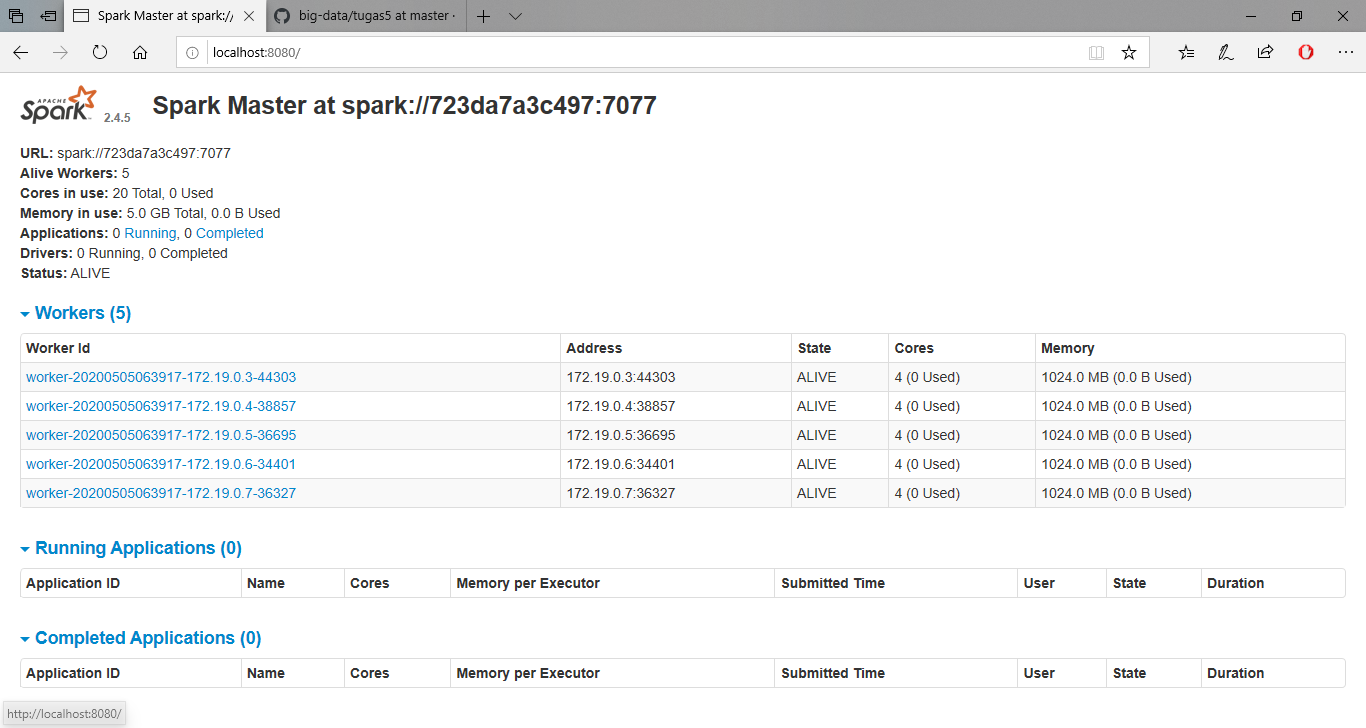 Spark Master at spark://
big-data/tugas5 at master ·
localhost:8080/
APACHE
Spark 2.4.5
Spark Master at spark://723da7a3c497:7077
URL: spark://723da7a3c497:7077
Alive Workers: 5
Cores in use: 20 Total, 0 Used
Memory in use: 5.0 GB Total, 0.0 B Used
Applications: 0 Running, 0 Completed
Drivers: 0 Running, 0 Completed
Status: ALIVE
Workers (5)
Worker Id Address State Cores Memory
worker-20200505063917-172.19.0.3-44303 172.19.0.3:44303 ALIVE 4 (0 Used) 1024.0 MB (0.0 B Used)
worker-20200505063917-172.19.0.4-38857 172.19.0.4:38857 ALIVE 4 (0 Used) 1024.0 MB (0.0 B Used)
worker-20200505063917-172.19.0.5-36695 172.19.0.5:36695 ALIVE 4 (0 Used) 1024.0 MB (0.0 B Used)
worker-20200505063917-172.19.0.6-34401 172.19.0.6:34401 ALIVE 4 (0 Used) 1024.0 MB (0.0 B Used)
worker-20200505063917-172.19.0.7-36327 172.19.0.7:36327 ALIVE 4 (0 Used) 1024.0 MB (0.0 B Used)
Running Applications (0)
Application ID Name Cores Memory per Executor Submitted Time User State Duration
Completed Applications (0)
Application ID Name Cores Memory per Executor Submitted Time User State Duration
http://localhost:8080/